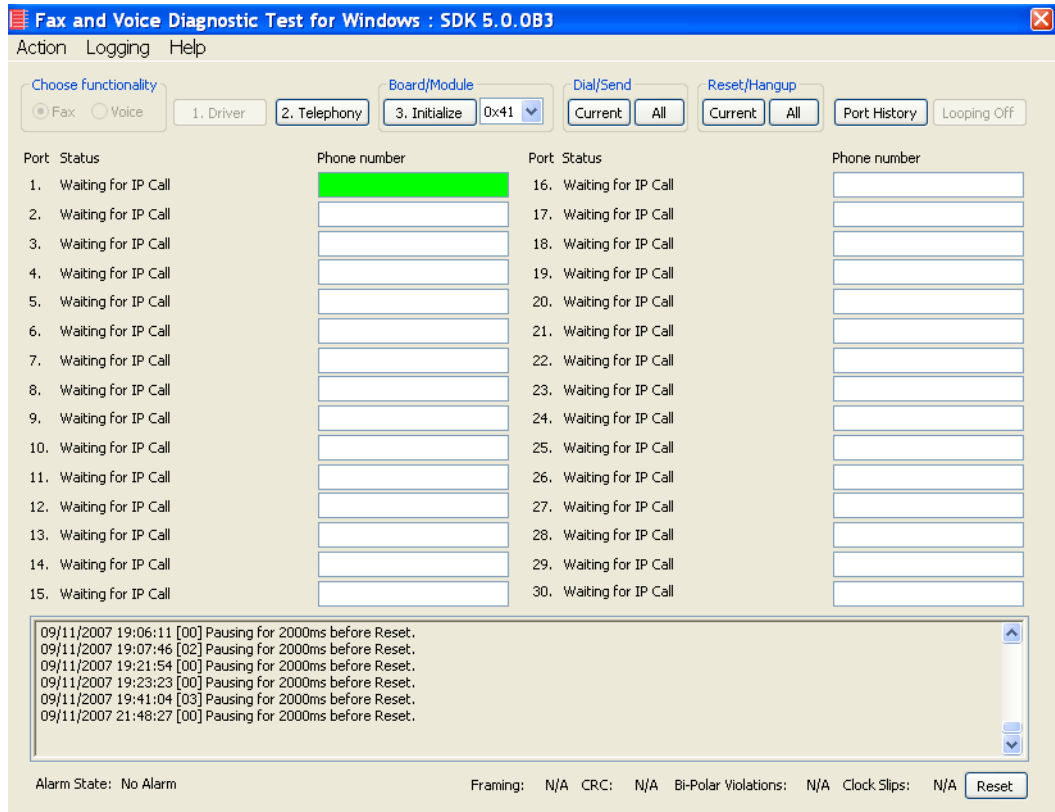 Fax and Voice Diagnostic Test for Windows : SDK 5.0.0B3
Action Logging Help
Choose functionality Board/Module Dial/Send Reset/Hangup
Fax Voice 1. Driver 2. Telephony 3. Initialize 0x41 Current All Current All Port History Looping Off
Port Status Phone number Port Status Phone number
1. Waiting for IP Call 16. Waiting for IP Call
2. Waiting for IP Call 17. Waiting for IP Call
3. Waiting for IP Call 18. Waiting for IP Call
4. Waiting for IP Call 19. Waiting for IP Call
5. Waiting for IP Call 20. Waiting for IP Call
6. Waiting for IP Call 21. Waiting for IP Call
7. Waiting for IP Call 22. Waiting for IP Call
8. Waiting for IP Call 23. Waiting for IP Call
9. Waiting for IP Call 24. Waiting for IP Call
10. Waiting for IP Call 25. Waiting for IP Call
11. Waiting for IP Call 26. Waiting for IP Call
12. Waiting for IP Call 27. Waiting for IP Call
13. Waiting for IP Call 28. Waiting for IP Call
14. Waiting for IP Call 29. Waiting for IP Call
15. Waiting for IP Call 30. Waiting for IP Call
09/11/2007 19:06:11 [00] Pausing for 2000ms before Reset.
09/11/2007 19:07:46 [02] Pausing for 2000ms before Reset.
09/11/2007 19:21:54 [00] Pausing for 2000ms before Reset.
09/11/2007 19:23:23 [00] Pausing for 2000ms before Reset.
09/11/2007 19:41:04 [03] Pausing for 2000ms before Reset.
09/11/2007 21:48:27 [00] Pausing for 2000ms before Reset.
Alarm State: No Alarm Framing: N/A CRC: N/A Bi-Polar Violations: N/A Clock Slips: N/A Reset